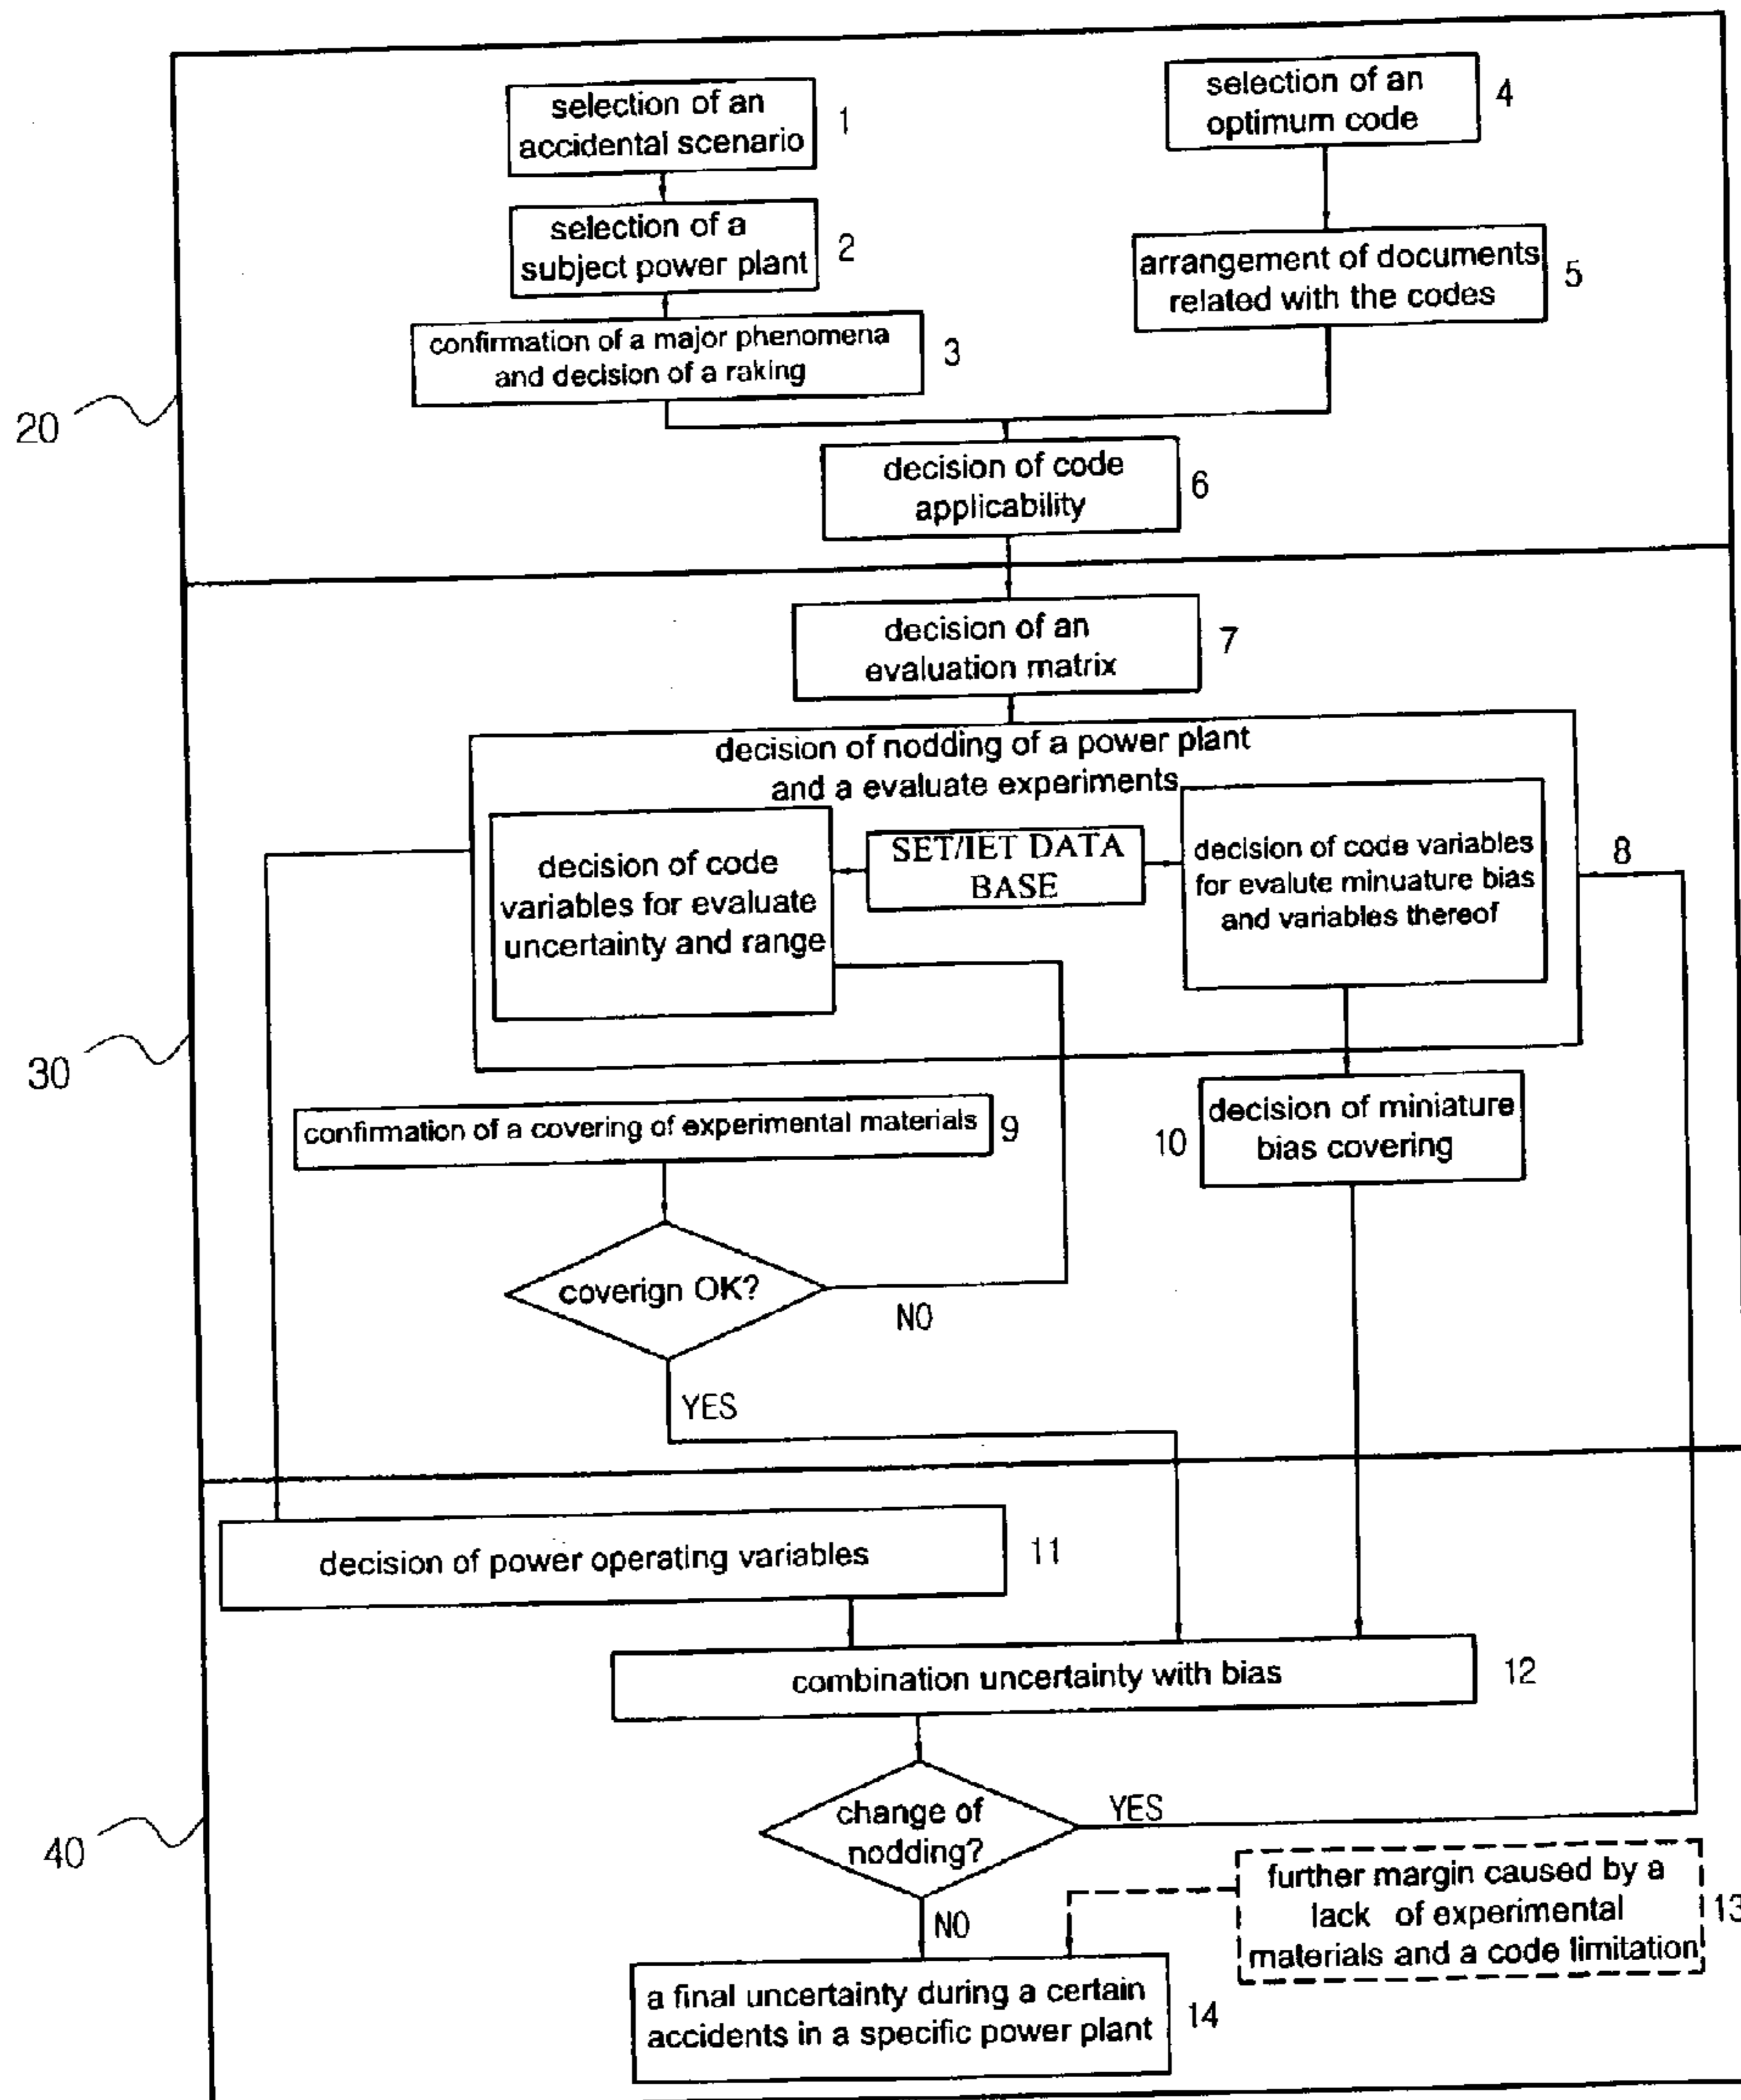 selection of an
accidental scenario
1
selection of a
subject power plant
2
confirmation of a major phenomena
and decision of a raking
3
selection of an
optimum code
4
arrangement of documents
related with the codes
5
20
decision of code
applicability
6
decision of an
evaluation matrix
7
decision of nodding of a power plant
and a evaluate experiments
decision of code
variables for evaluate
uncertainty and range
SET/IET DATA
BASE
decision of code variables
for evalute minuature bias
and variables thereof
8
30
confirmation of a covering of experimental materials
9
10
decision of miniature
bias covering
coverign OK?
NO
YES
decision of power operating variables
11
combination uncertainty with bias
12
change of
nodding?
YES
NO
40
further margin caused by a
lack of experimental
materials and a code limitation
13
a final uncertainty during a certain
accidents in a specific power plant
14